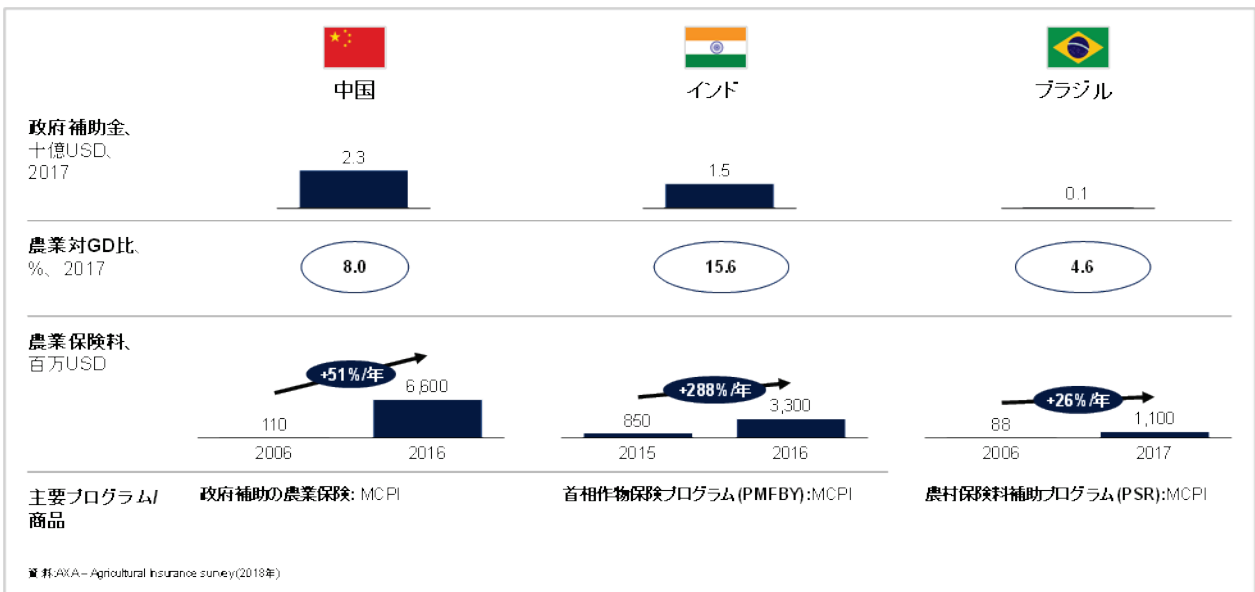 中国
インド
ブラジル
政府補助金、
十億USD、
2017
2.3
1.5
0.1
農業対GD比、
%、2017
8.0
15.6
4.6
農業保険料、
百万USD
+51%/年
110
6,600
2006
2016
+288%/年
850
3,300
2015
2016
+26%/年
88
1,100
2006
2017
主要プログラム/
商品
政府補助の農業保険: MCPI
首相作物保険プログラム(PMFBY):MCPI
農村保険料補助プログラム(PSR):MCPI
資料:AXA – Agricultural Insurance survey(2018年)